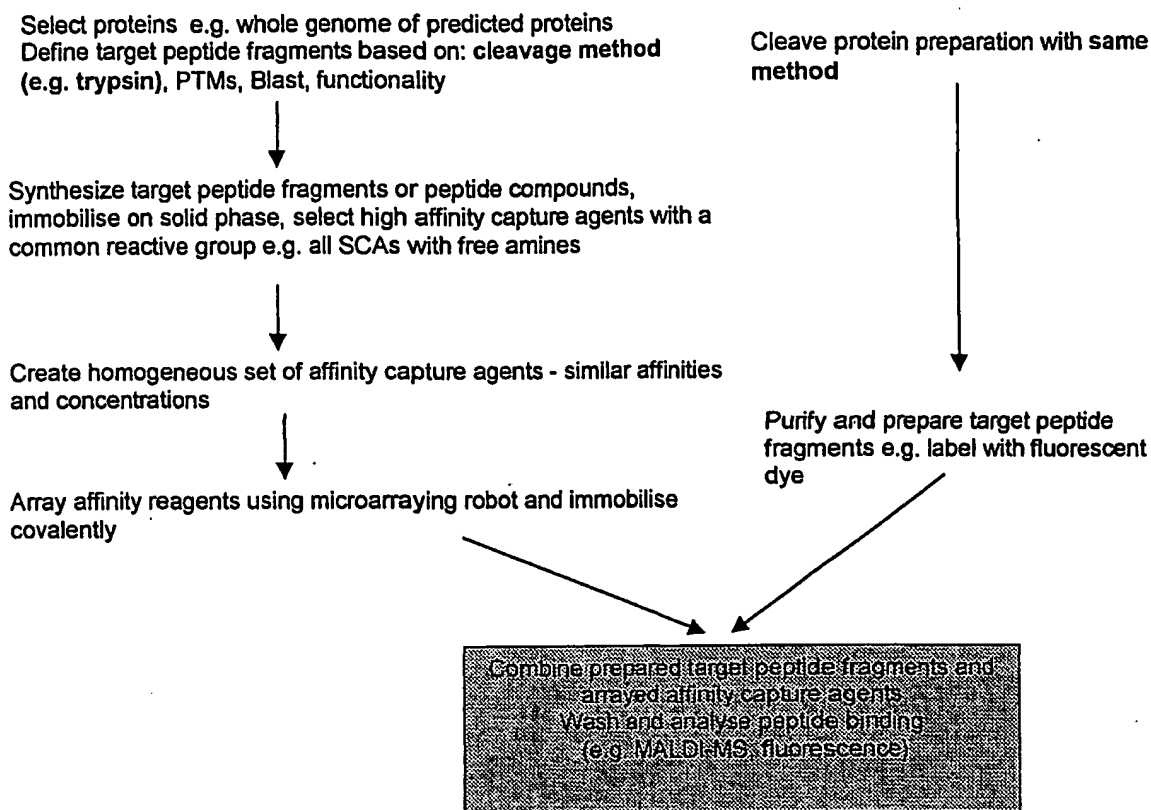 Select proteins e.g. whole genome of predicted proteins
Define target peptide fragments based on: cleavage method
(e.g. trypsin), PTMs, Blast, functionality
Cleave protein preparation with same
method
Synthesize target peptide fragments or peptide compounds,
immobilise on solid phase, select high affinity capture agents with a
common reactive group e.g. all SCAs with free amines
Create homogeneous set of affinity capture agents - similar affinities
and concentrations
Purify and prepare target peptide
fragments e.g. label with fluorescent
dye
Array affinity reagents using microarraying robot and immobilise
covalently
Combine prepared target peptide fragments and
arrayed affinity capture agents
Wash and analyse peptide binding
(e.g. MALDI-MS, fluorescence)